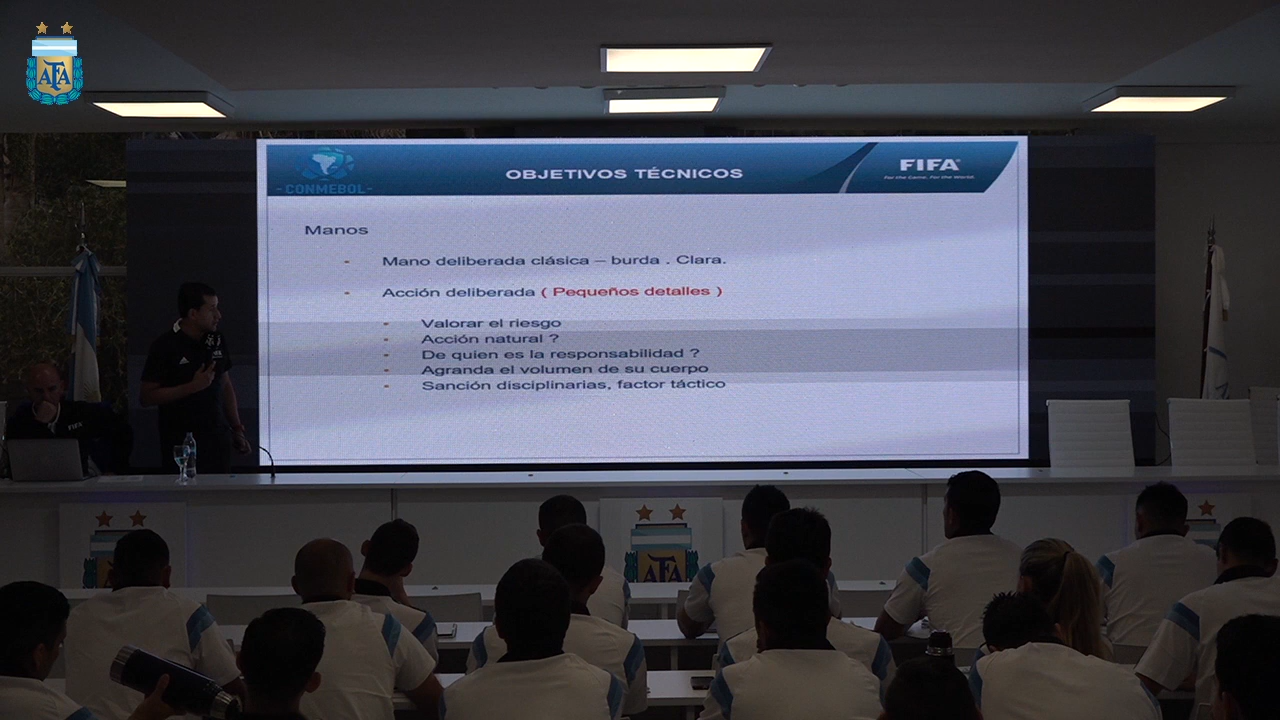 AFA
CONMEBOL
OBJETIVOS TÉCNICOS
FIFA
For the Game. For the World.
Manos
Mano deliberada clásica – burda . Clara.
Acción deliberada ( Pequeños detalles )
Valorar el riesgo
Acción natural ?
De quien es la responsabilidad ?
Agranda el volumen de su cuerpo
Sanción disciplinarias, factor táctico
FIFA
AFA